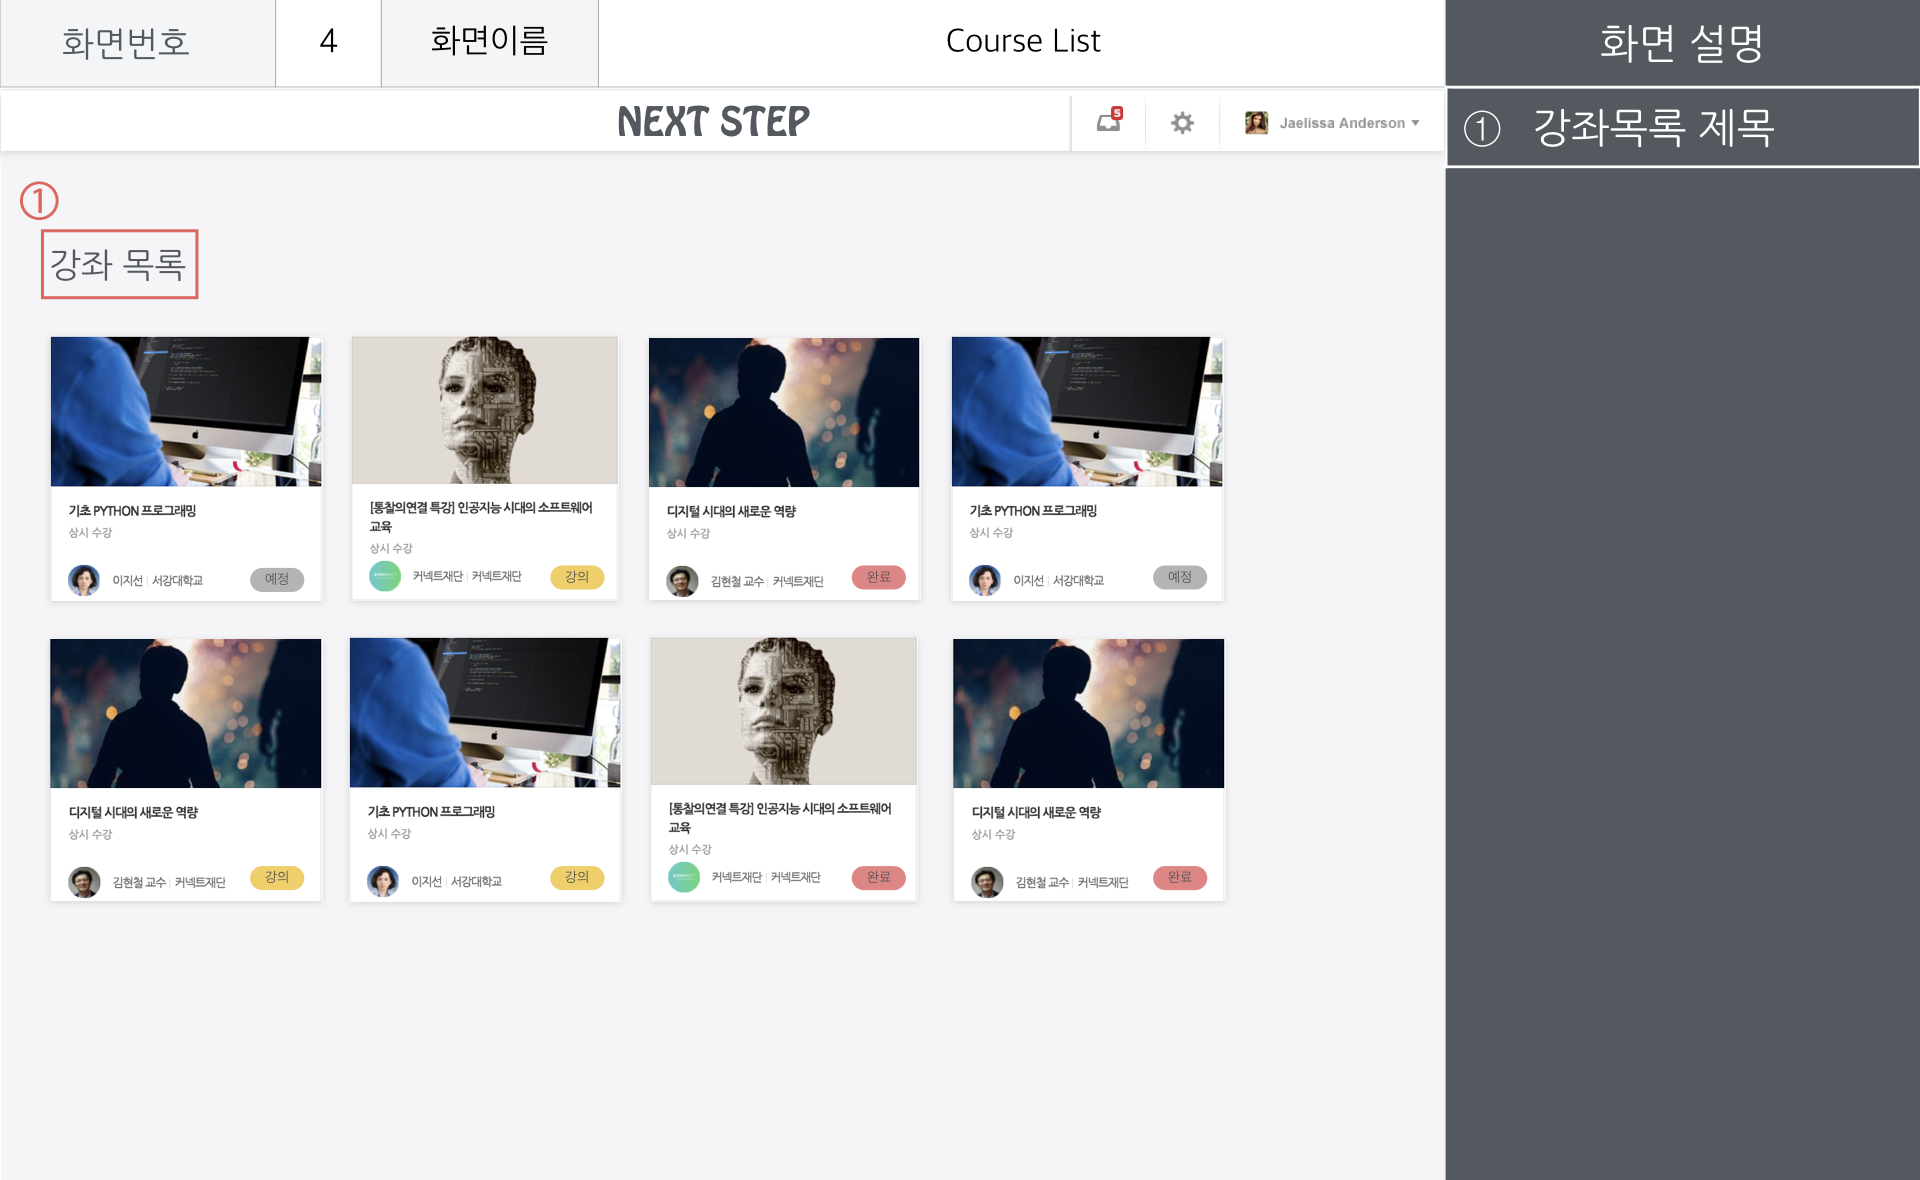 화면번호 4 화면이름 Course List 화면 설명
NEXT STEP 5 Jaelissa Anderson
① 강좌목록 제목
①
강좌 목록
기초 PYTHON 프로그래밍
상시 수강
이지선 | 서강대학교 예정
[통찰의연결 특강] 인공지능 시대의 소프트웨어
교육
상시 수강
커넥트재단 | 커넥트재단 강의
디지털 시대의 새로운 역량
상시 수강
김현철 교수 | 커넥트재단 완료
기초 PYTHON 프로그래밍
상시 수강
이지선 | 서강대학교 예정
디지털 시대의 새로운 역량
상시 수강
김현철 교수 | 커넥트재단 강의
기초 PYTHON 프로그래밍
상시 수강
이지선 | 서강대학교 강의
[통찰의연결 특강] 인공지능 시대의 소프트웨어
교육
상시 수강
커넥트재단 | 커넥트재단 완료
디지털 시대의 새로운 역량
상시 수강
김현철 교수 | 커넥트재단 완료